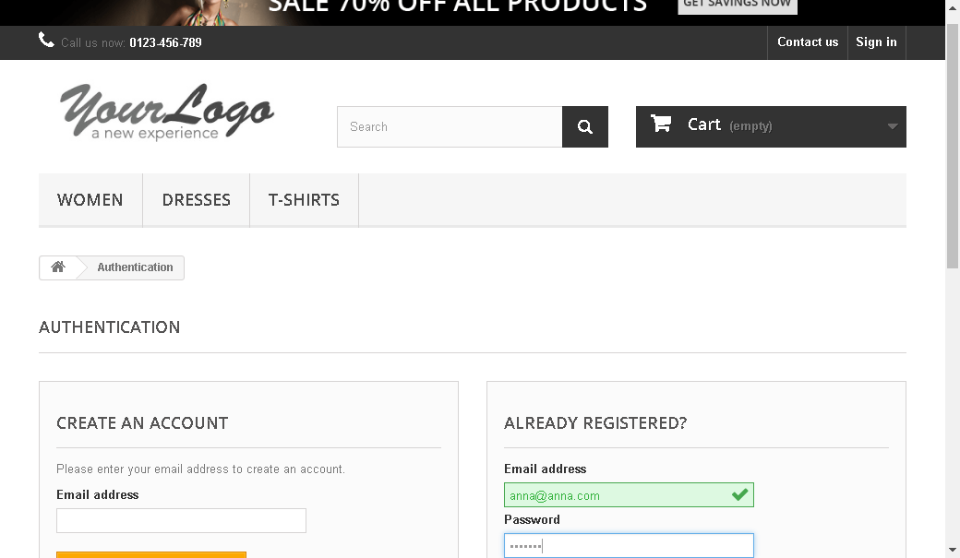 SALE 70% OFF ALL PRODUCTS
GET SAVINGS NOW
Call us now: 0123-456-789
Contact us
Sign in
YourLogo
a new experience
Search
Cart (empty)
WOMEN
DRESSES
T-SHIRTS
Authentication
AUTHENTICATION
CREATE AN ACCOUNT
Please enter your email address to create an account.
Email address
ALREADY REGISTERED?
Email address
anna@anna.com
Password